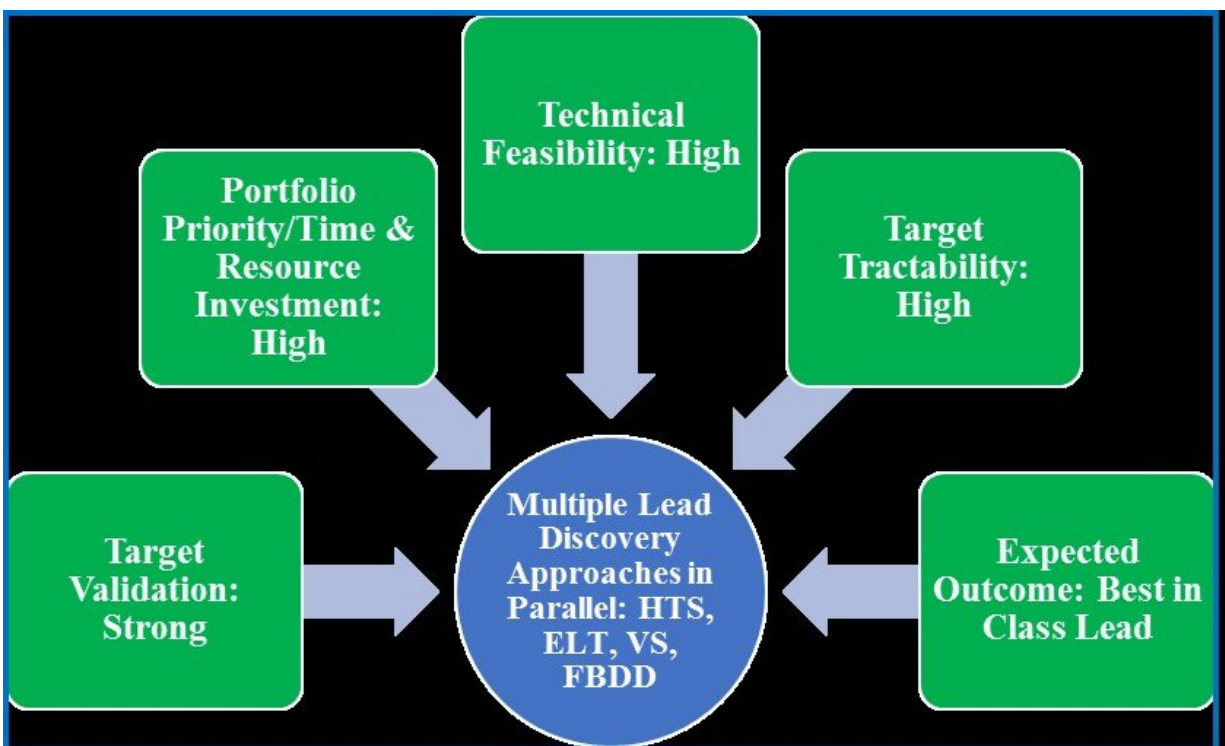 Technical
Feasibility: High
Portfolio
Priority/Time &
Resource
Investment:
High
Target
Tractability:
High
Target
Validation:
Strong
Multiple Lead
Discovery
Approaches in
Parallel: HTS,
ELT, VS,
FBDD
Expected
Outcome: Best in
Class Lead